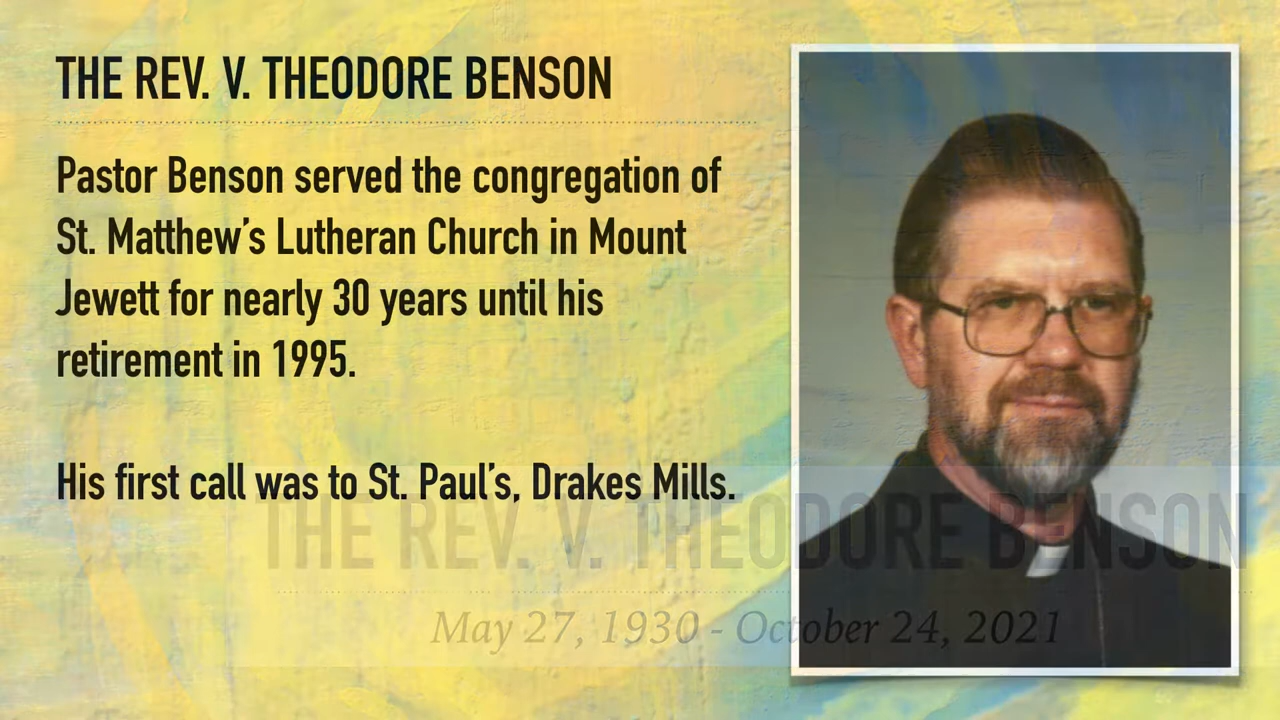 THE REV. V. THEODORE BENSON
Pastor Benson served the congregation of
St. Matthew's Lutheran Church in Mount
Jewett for nearly 30 years until his
retirement in 1995.
His first call was to St. Paul's, Drakes Mills.
THE REV. V. THEODORE BENSON
May 27, 1930 - October 24, 2021